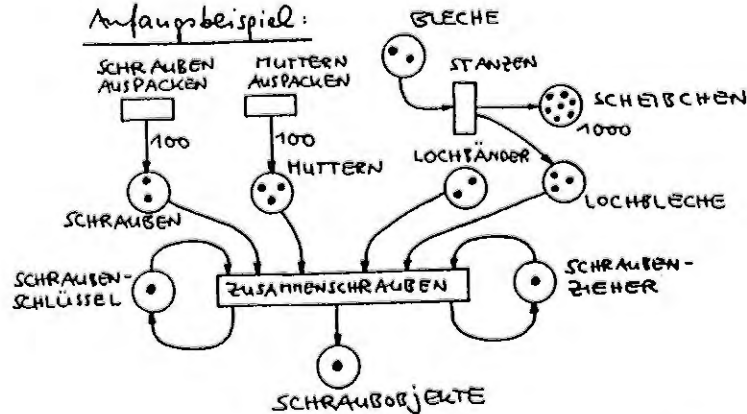 Anfangsbeispiel:
SCHRAUBEN
AUSPACKEN
MUTTERN
AUSPACKEN
BLECHE
STANZEN
SCHEIBCHEN
1000
100
100
MUTTERN
LOCHBÄNDER
LOCHBLECHE
SCHRAUBEN
SCHRAUBEN-
SCHLÜSSEL
ZUSAMMENSCHRAUBEN
SCHRAUBEN-
ZIEHER
SCHRAUBOBJEKTE